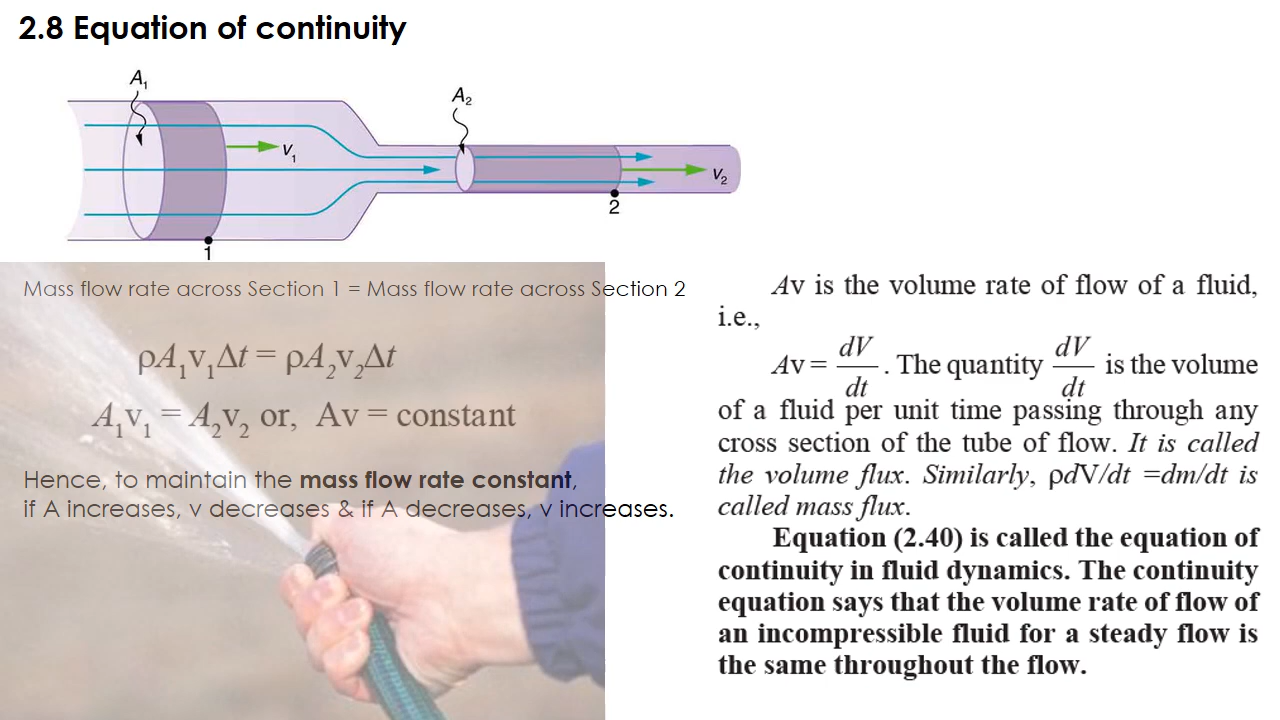 2.8 Equation of continuity
A₁
A₂
v₁
v₂
1
2
Mass flow rate across Section 1 = Mass flow rate across Section 2
ρA₁v₁Δt = ρA₂v₂Δt
A₁v₁ = A₂v₂ or, Av = constant
Hence, to maintain the mass flow rate constant,
if A increases, v decreases & if A decreases, v increases.
Av is the volume rate of flow of a fluid,
i.e.,
Av = dV/dt . The quantity dV/dt is the volume
of a fluid per unit time passing through any
cross section of the tube of flow. It is called
the volume flux. Similarly, ρdV/dt =dm/dt is
called mass flux.
Equation (2.40) is called the equation of
continuity in fluid dynamics. The continuity
equation says that the volume rate of flow of
an incompressible fluid for a steady flow is
the same throughout the flow.